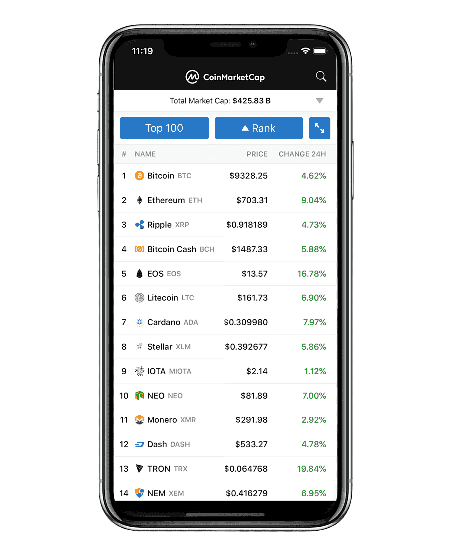 11:19
CoinMarketCap
Total Market Cap: $425.83 B
Top 100 Rank
# NAME PRICE CHANGE 24H
1 Bitcoin BTC $9328.25 4.62%
2 Ethereum ETH $703.31 9.04%
3 Ripple XRP $0.918189 4.73%
4 Bitcoin Cash BCH $1487.33 5.88%
5 EOS EOS $13.57 16.78%
6 Litecoin LTC $161.73 6.90%
7 Cardano ADA $0.309980 7.97%
8 Stellar XLM $0.392677 5.86%
9 IOTA MIOTA $2.14 1.12%
10 NEO NEO $81.89 7.00%
11 Monero XMR $291.98 2.92%
12 Dash DASH $533.27 4.78%
13 TRON TRX $0.064768 19.84%
14 NEM XEM $0.416279 6.95%